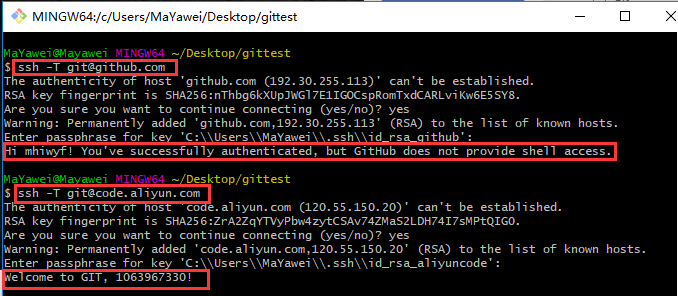 MINGW64:/c/Users/MaYawei/Desktop/gittest
MaYawei@Mayawei MINGW64 ~/Desktop/gittest
$ ssh -T git@github.com
The authenticity of host 'github.com (192.30.255.113)' can't be established.
RSA key fingerprint is SHA256:nThbg6kXUpJWGl7E1IGOCspRomTxdCARLviKw6E5SY8.
Are you sure you want to continue connecting (yes/no)? yes
Warning: Permanently added 'github.com,192.30.255.113' (RSA) to the list of known hosts.
Enter passphrase for key 'C:\\Users\\MaYawei\\.ssh\\id_rsa_github':
Hi mhiwyf! You've successfully authenticated, but GitHub does not provide shell access.
MaYawei@Mayawei MINGW64 ~/Desktop/gittest
$ ssh -T git@code.aliyun.com
The authenticity of host 'code.aliyun.com (120.55.150.20)' can't be established.
RSA key fingerprint is SHA256:ZrA2ZqYTVyPbw4zytCSAv74ZMaS2LDH74I7sMPtQIG0.
Are you sure you want to continue connecting (yes/no)? yes
Warning: Permanently added 'code.aliyun.com,120.55.150.20' (RSA) to the list of known hosts.
Enter passphrase for key 'C:\\Users\\MaYawei\\.ssh\\id_rsa_aliyuncode':
Welcome to GIT, 1063967330!